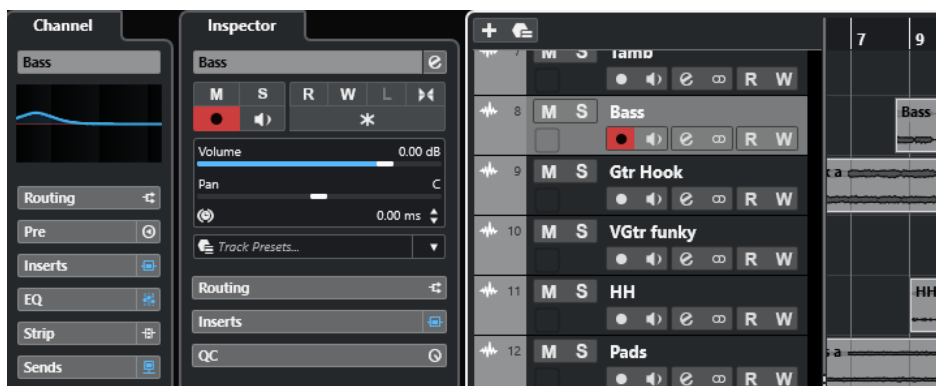 Channel
Bass
Routing
Pre
Inserts
EQ
Strip
Sends
Inspector
Bass
M S R W L
Volume 0.00 dB
Pan C
0.00 ms
Track Presets...
Routing
Inserts
QC
7 9
7 M S Tamb
R W
8 M S Bass
R W
Bass
9 M S Gtr Hook
R W
a
10 M S VGtr funky
R W
11 M S HH
R W
HH
12 M S Pads
R W
s a